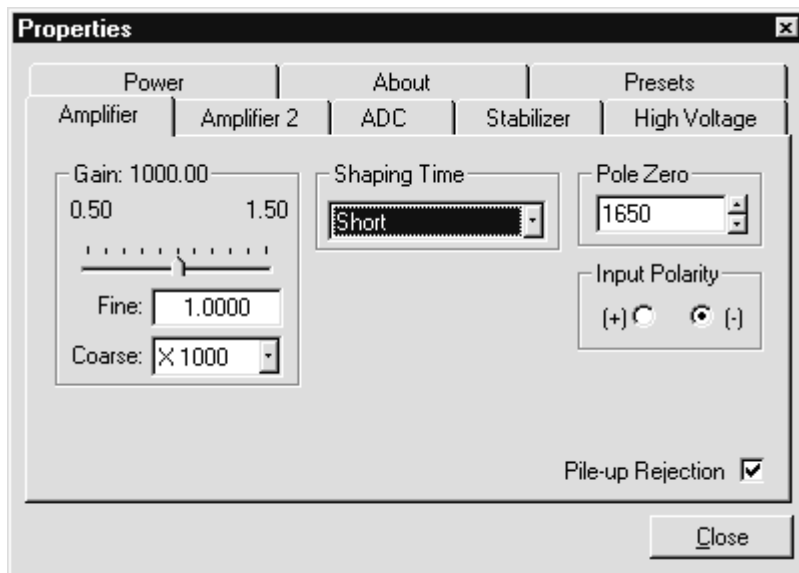 Properties
Power About Presets
Amplifier Amplifier 2 ADC Stabilizer High Voltage
Gain: 1000.00
0.50 1.50
Fine: 1.0000
Coarse: X 1000
Shaping Time
Short
Pole Zero
1650
Input Polarity
(+) (-)
Pile-up Rejection
Close